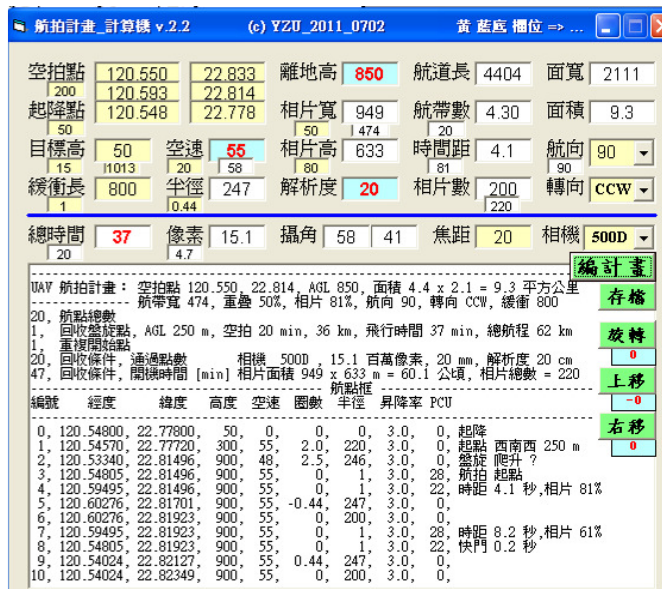 航拍計畫_計算機 v.2.2 (c) YZU_2011_0702 黃 藍底 欄位 => ...
空拍點 120.550 22.833 離地高 850 航道長 4404 面寬 2111
200 120.593 22.814
起降點 120.548 22.778 相片寬 949 航帶數 4.30 面積 9.3
50 50 474 20
目標高 50 空速 55 相片高 633 時間距 4.1 航向 90
15 1013 20 58 80 81 90
緩衝長 800 半徑 247 解析度 20 相片數 200 轉向 CCW
1 0.44 220
總時間 37 像素 15.1 攝角 58 41 焦距 20 相機 500D
20 4.7
編計畫
UAV 航拍計畫： 空拍點 120.550, 22.814, AGL 850, 面積 4.4 x 2.1 = 9.3 平方公里
---------- 航帶寬 474, 重疊 50%, 相片 81%, 航向 90, 轉向 CCW, 緩衝 800
存檔
20, 航點總數
1, 回收盤旋點, AGL 250 m, 空拍 20 min, 36 km, 飛行時間 37 min, 總航程 62 km
1, 重複開始點
旋轉
0
20, 回收條件, 通過點數 相機 500D , 15.1 百萬像素, 20 mm, 解析度 20 cm
47, 回收條件, 開機時間 [min] 相片面積 949 x 633 m = 60.1 公頃, 相片總數 = 220
上移
-0
航點框
編號 經度 緯度 高度 空速 圈數 半徑 昇降率 PCU
右移
0
0, 120.54800, 22.77800, 50, 0, 0, 0, 3.0, 0, 起降
1, 120.54570, 22.77720, 300, 55, 2.0, 220, 3.0, 0, 起點 西南西 250 m
2, 120.53340, 22.81496, 900, 48, 2.5, 246, 3.0, 0, 盤旋 爬升 ?
3, 120.54805, 22.81496, 900, 55, 0, 1, 3.0, 28, 航拍 起點
4, 120.59495, 22.81496, 900, 55, 0, 1, 3.0, 22, 時距 4.1 秒,相片 81%
5, 120.60276, 22.81701, 900, 55, -0.44, 247, 3.0, 0,
6, 120.60276, 22.81923, 900, 55, 0, 200, 3.0, 0,
7, 120.59495, 22.81923, 900, 55, 0, 1, 3.0, 28, 時距 8.2 秒,相片 61%
8, 120.54805, 22.81923, 900, 55, 0, 1, 3.0, 22, 快門 0.2 秒
9, 120.54024, 22.82127, 900, 55, 0.44, 247, 3.0, 0,
10, 120.54024, 22.82349, 900, 55, 0, 200, 3.0, 0,